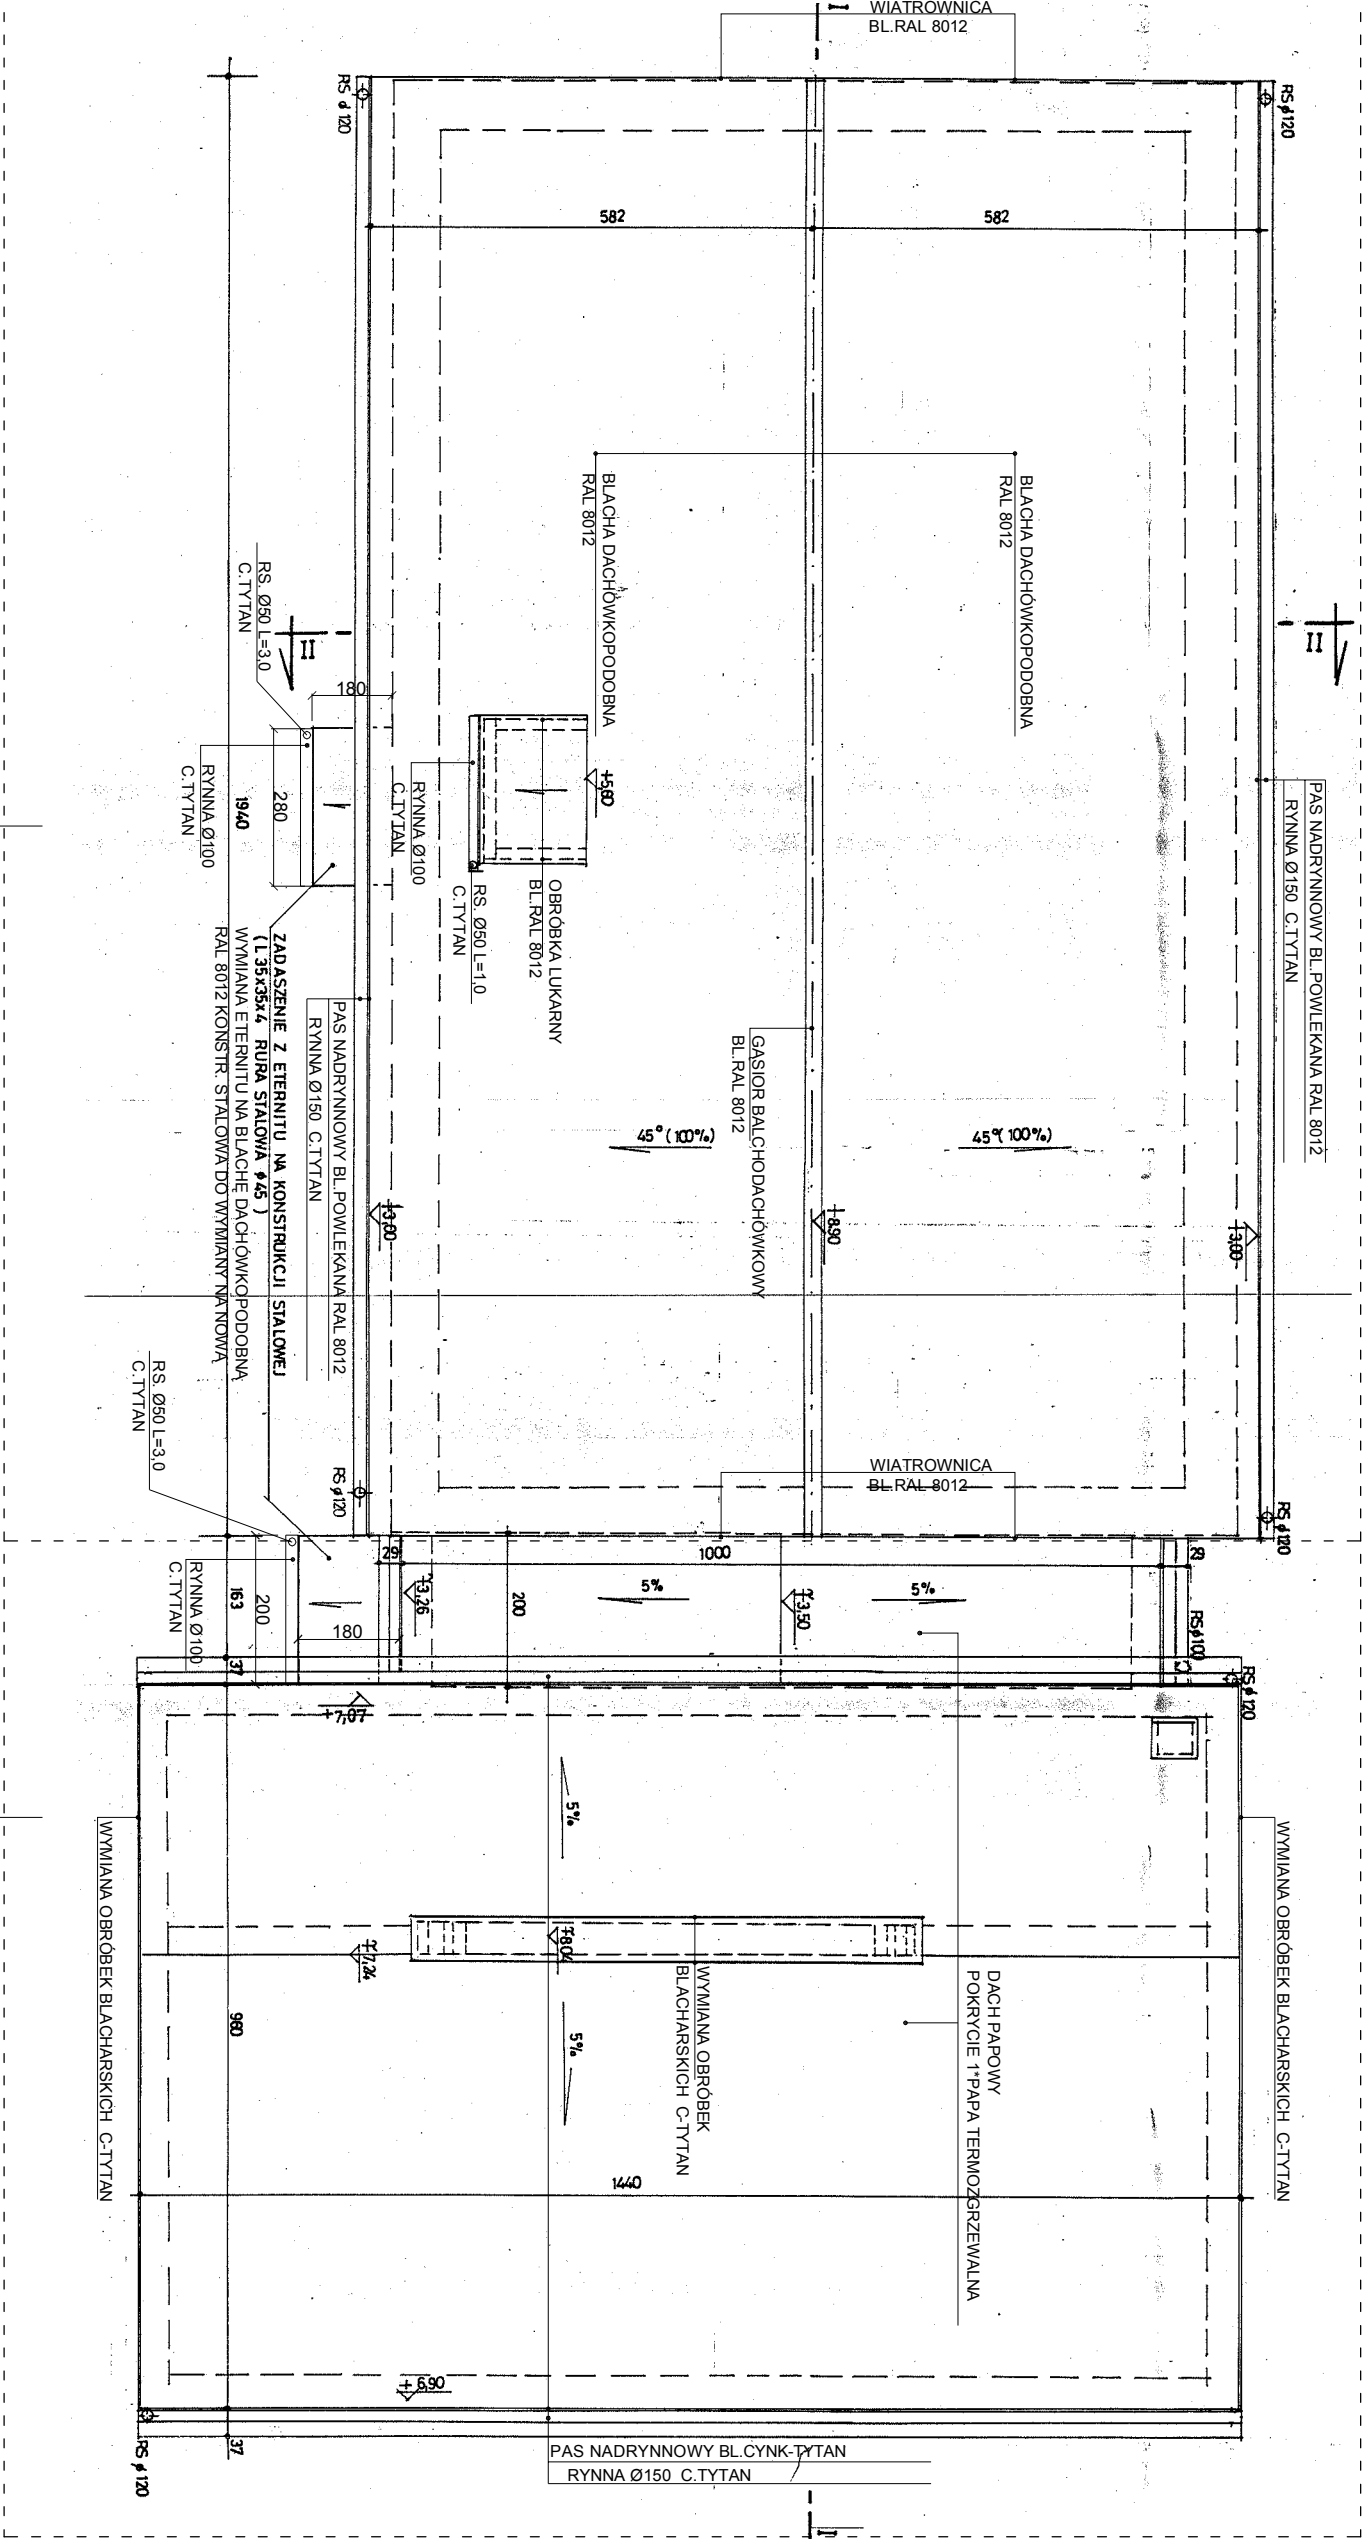 I
WIATROWNICA
BL.RAL 8012
RS ø120
RS ø120
582
582
BLACHA DACHÓWKOPODOBNA
RAL 8012
BLACHA DACHÓWKOPODOBNA
RAL 8012
II
II
PAS NADRYNNOWY BL.POWLEKANA RAL 8012
RYNNA Ø150 C.TYTAN
RS. Ø50 L=3,0
C.TYTAN
180
280
RYNNA Ø100
C.TYTAN
1940
RYNNA Ø100
C.TYTAN
+5,60
RS. Ø50 L=1,0
C.TYTAN
OBRÓBKA LUKARNY
BL.RAL 8012
ZADASZENIE Z ETERNITU NA KONSTRUKCJI STALOWEJ
(L 35x35x4 RURA STALOWA ø45)
WYMIANA ETERNITU NA BLACHĘ DACHÓWKOPODOBNĄ
RAL 8012 KONSTR. STALOWA DO WYMIANY NA NOWĄ
PAS NADRYNNOWY BL.POWLEKANA RAL 8012
RYNNA Ø150 C.TYTAN
GASIOR BALCHODACHÓWKOWY
BL.RAL 8012
45° (100%)
45° (100%)
+3,00
+8,90
+3,00
RS. Ø50 L=3,0
C.TYTAN
RS ø120
WIATROWNICA
BL.RAL 8012
RS ø120
29
1000
29
5%
5%
+3,26
200
+3,50
RS ø100
RYNNA Ø100
C.TYTAN
163
200
180
37
RS ø120
+7,07
5%
WYMIANA OBRÓBEK BLACHARSKICH C-TYTAN
WYMIANA OBRÓBEK BLACHARSKICH C-TYTAN
+7,24
+8,04
WYMIANA OBRÓBEK
BLACHARSKICH C-TYTAN
DACH PAPOWY
POKRYCIE 1*PAPA TERMOZGRZEWALNA
960
5%
1440
+6,90
37
RS ø120
PAS NADRYNNOWY BL.CYNK-TYTAN
RYNNA Ø150 C.TYTAN
I